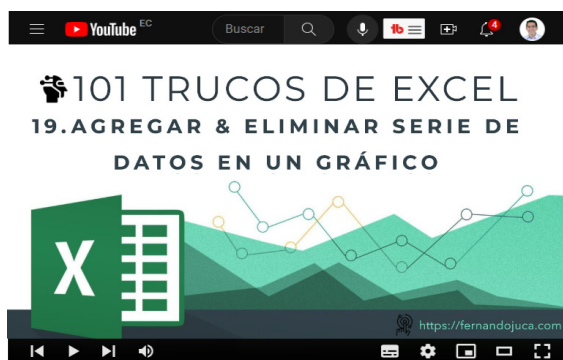 YouTube EC
Buscar
tb
4
101 TRUCOS DE EXCEL
19.AGREGAR & ELIMINAR SERIE DE
DATOS EN UN GRÁFICO
X
https://fernandojuca.com